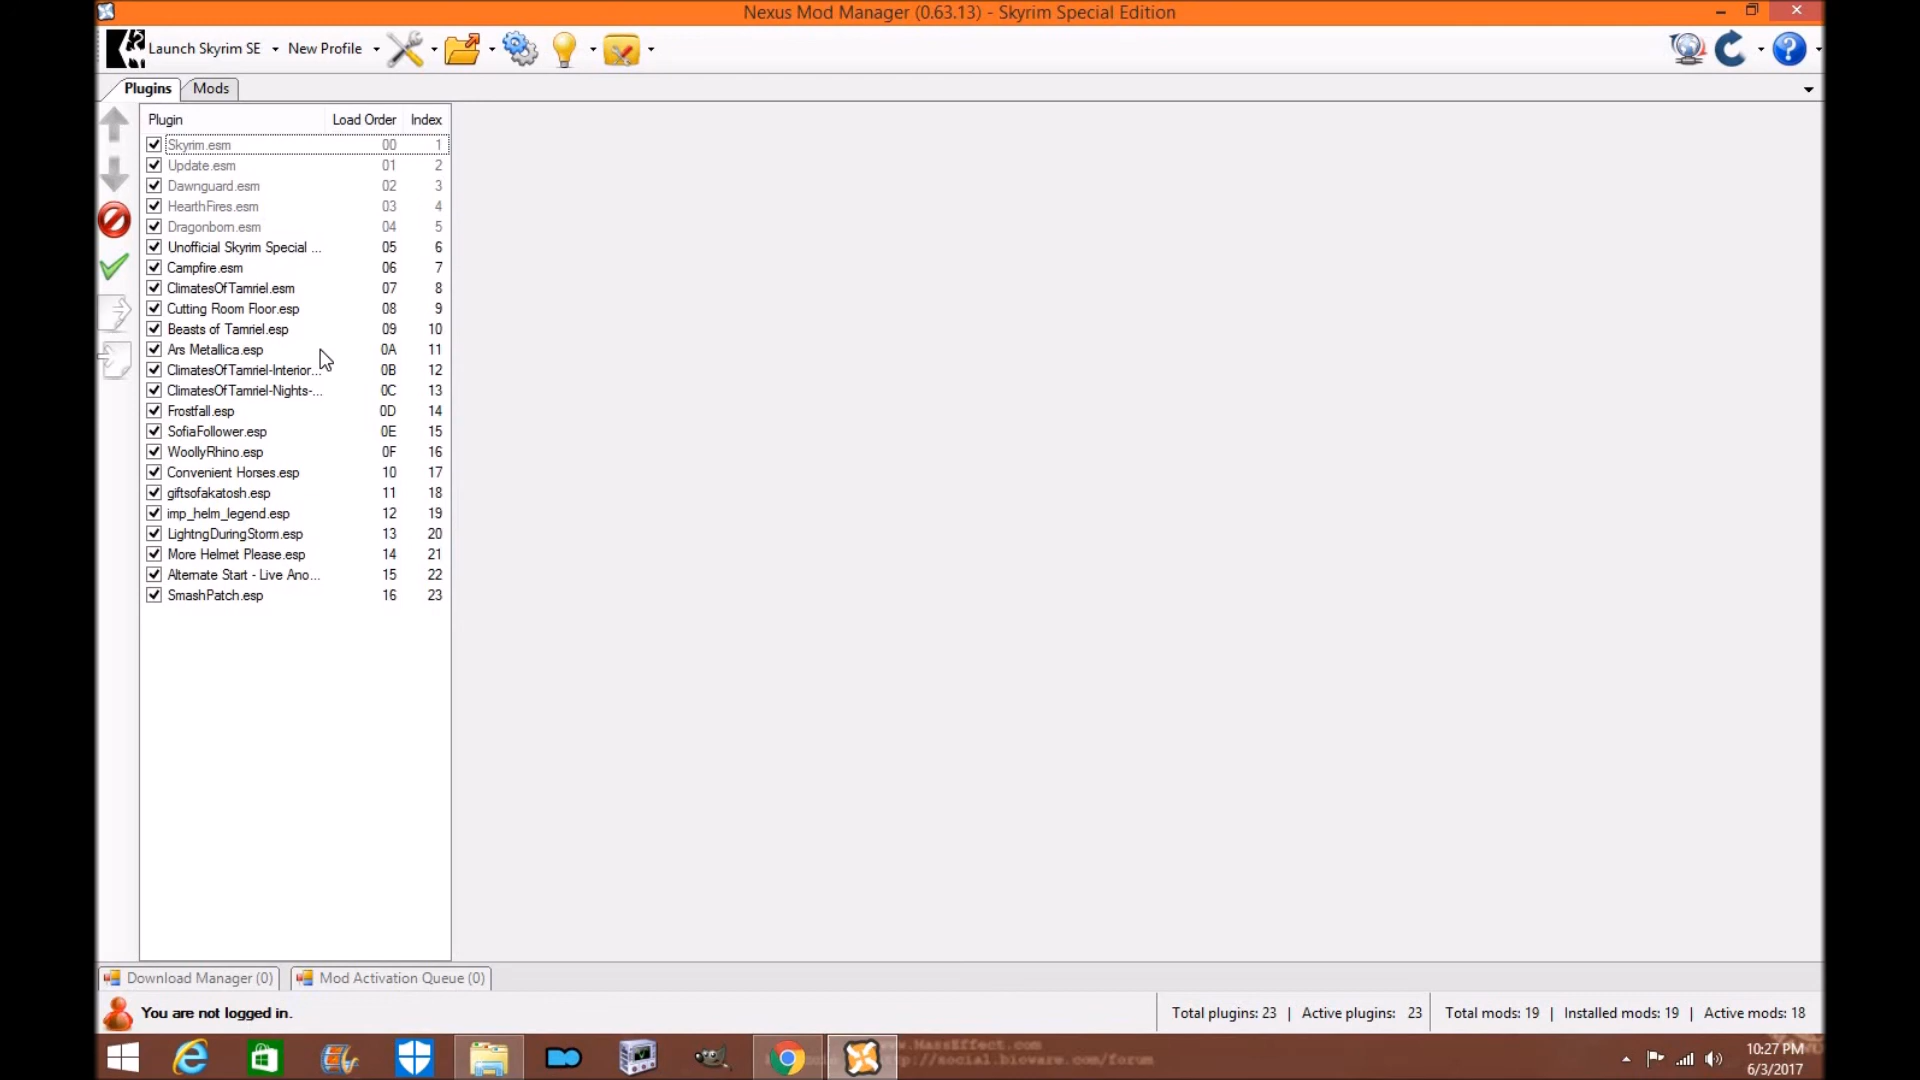 Nexus Mod Manager (0.63.13) - Skyrim Special Edition
Launch Skyrim SE New Profile
Plugins Mods
Plugin Load Order Index
Skyrim.esm 00 1
Update.esm 01 2
Dawnguard.esm 02 3
HearthFires.esm 03 4
Dragonborn.esm 04 5
Unofficial Skyrim Special ... 05 6
Campfire.esm 06 7
ClimatesOfTamriel.esm 07 8
Cutting Room Floor.esp 08 9
Beasts of Tamriel.esp 09 10
Ars Metallica.esp 0A 11
ClimatesOfTamriel-Interior... 0B 12
ClimatesOfTamriel-Nights-... 0C 13
Frostfall.esp 0D 14
SofiaFollower.esp 0E 15
WoollyRhino.esp 0F 16
Convenient Horses.esp 10 17
giftsofakatosh.esp 11 18
imp_helm_legend.esp 12 19
LightngDuringStorm.esp 13 20
More Helmet Please.esp 14 21
Alternate Start - Live Ano... 15 22
SmashPatch.esp 16 23
Download Manager (0) Mod Activation Queue (0)
You are not logged in. Total plugins: 23 | Active plugins: 23 Total mods: 19 | Installed mods: 19 | Active mods: 18
www.MassEffect.com
http://social.bioware.com/forum
10:27 PM
6/3/2017